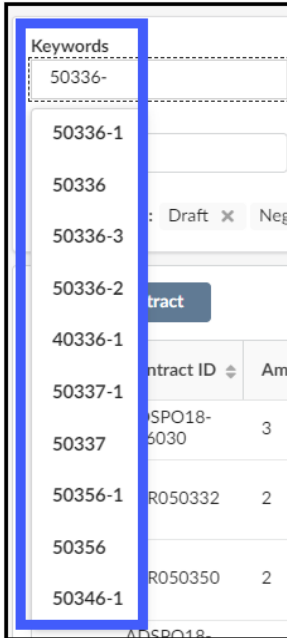 Keywords
50336-
50336-1
50336
50336-3
: Draft ✕ Neg
50336-2
tract
40336-1
ntract ID Am
50337-1
DSPO18-
6030 3
50337
50356-1
R050332 2
50356
R050350 2
50346-1
ADSPO18-